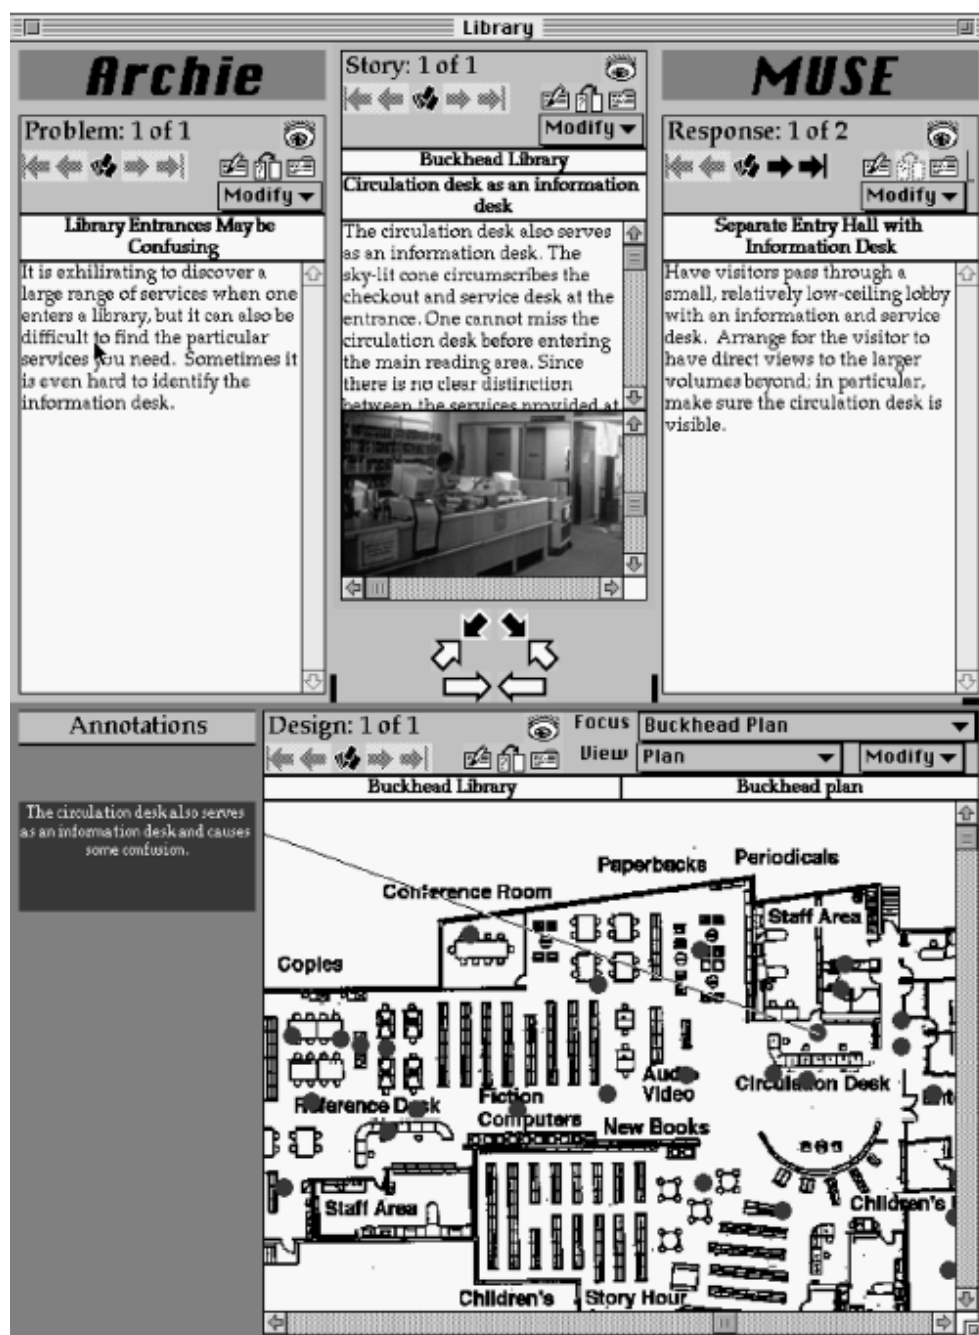 Library
Archie
Problem: 1 of 1
Modify
Library Entrances May be
Confusing
It is exhilirating to discover a
large range of services when one
enters a library, but it can also be
difficult to find the particular
services you need. Sometimes it
is even hard to identify the
information desk.
Story: 1 of 1
Modify
Buckhead Library
Circulation desk as an information
desk
The circulation desk also serves
as an information desk. The
sky-lit cone circumscribes the
checkout and service desk at the
entrance. One cannot miss the
circulation desk before entering
the main reading area. Since
there is no clear distinction
between the services provided at
MUSE
Response: 1 of 2
Modify
Separate Entry Hall with
Information Desk
Have visitors pass through a
small, relatively low-ceiling lobby
with an information and service
desk. Arrange for the visitor to
have direct views to the larger
volumes beyond; in particular,
make sure the circulation desk is
visible.
Annotations
The circulation desk also serves
as an information desk and causes
some confusion.
Design: 1 of 1
Focus
Buckhead Plan
View
Plan
Modify
Buckhead Library
Buckhead plan
Paperbacks
Periodicals
Conference Room
Staff Area
Copies
Audio
Video
Circulation Desk
Reference Desk
Fiction
Computers
New Books
Staff Area
Children's
Children's
Story Hour